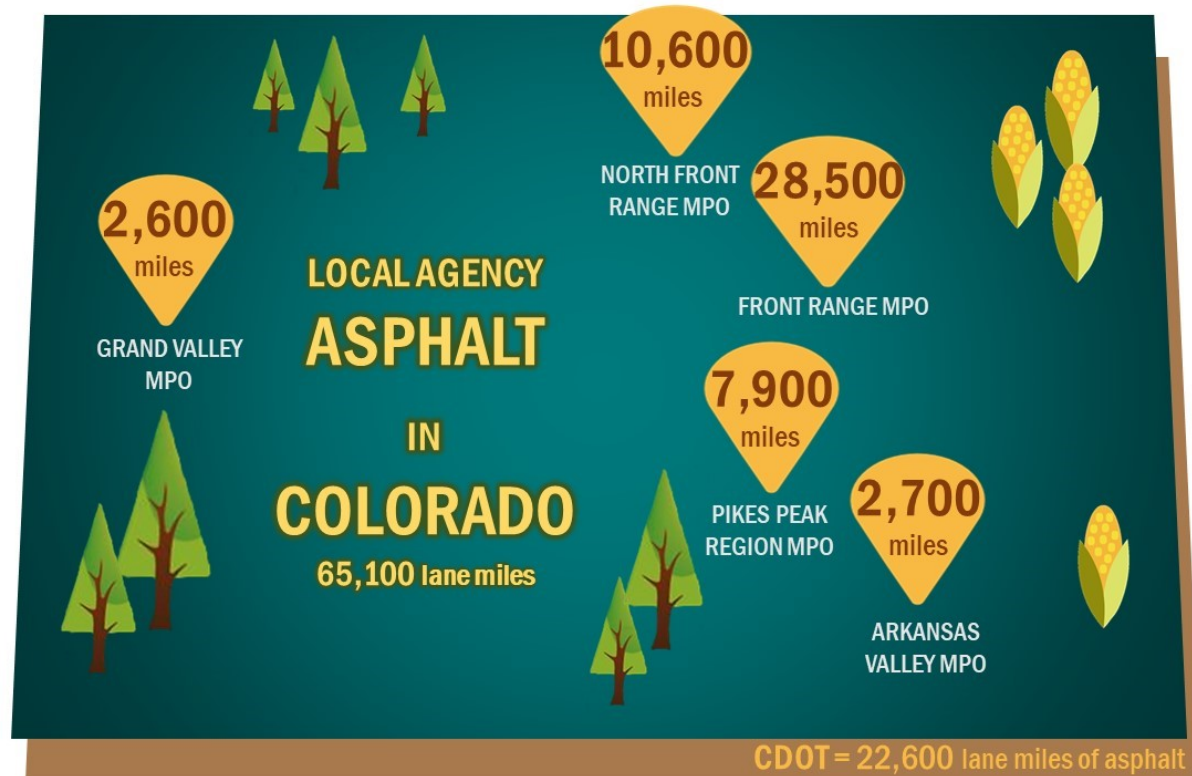 10,600
miles
NORTH FRONT
RANGE MPO
28,500
miles
FRONT RANGE MPO
2,600
miles
GRAND VALLEY
MPO
LOCAL AGENCY
ASPHALT
IN
COLORADO
65,100 lane miles
7,900
miles
PIKES PEAK
REGION MPO
2,700
miles
ARKANSAS
VALLEY MPO
CDOT = 22,600 lane miles of asphalt